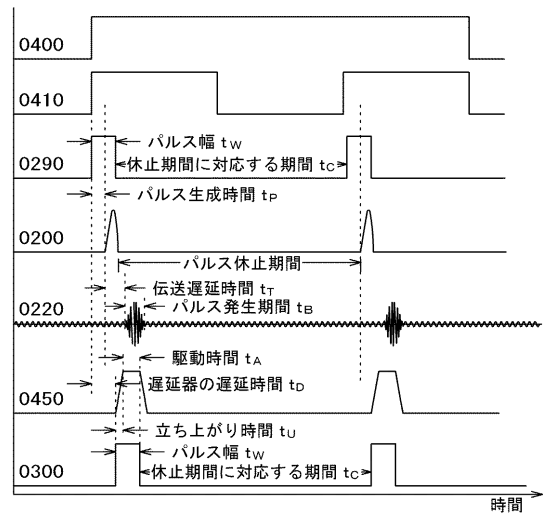 0400
0410
パルス幅 tW
0290
休止期間に対応する期間 tC
パルス生成時間 tP
0200
パルス休止期間
伝送遅延時間 tT
0220
パルス発生期間 tB
駆動時間 tA
遅延器の遅延時間 tD
0450
立ち上がり時間 tU
パルス幅 tW
0300
休止期間に対応する期間 tC
時間